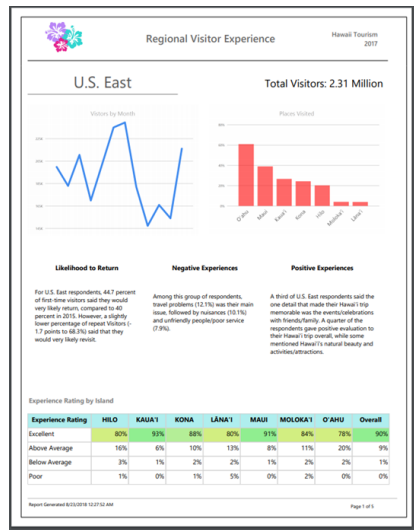 Regional Visitor Experience
Hawaii Tourism
2017
U.S. East
Total Visitors: 2.31 Million
Visitors by Month
Places Visited
80%
60%
40%
20%
0%
O'ahu
Maui
Kaua'i
Kona
Hilo
Moloka'i
Lāna'i
Likelihood to Return
For U.S. East respondents, 44.7 percent
of first-time visitors said they would
very likely return, compared to 40
percent in 2015. However, a slightly
lower percentage of repeat Visitors (-
1.7 points to 68.3%) said that they
would very likely revisit.
Negative Experiences
Among this group of respondents,
travel problems (12.1%) was their main
issue, followed by nuisances (10.1%)
and unfriendly people/poor service
(7.9%).
Positive Experiences
A third of U.S. East respondents said the
one detail that made their Hawai'i trip
memorable was the events/celebrations
with friends/family. A quarter of the
respondents gave positive evaluation to
their Hawai'i trip overall, while some
mentioned Hawai'i's natural beauty and
activities/attractions.
Experience Rating by Island
Experience Rating HILO KAUA'I KONA LĀNA'I MAUI MOLOKA'I O'AHU Overall
Excellent 80% 93% 88% 80% 91% 84% 78% 90%
Above Average 16% 6% 10% 13% 8% 11% 20% 9%
Below Average 3% 1% 2% 2% 1% 2% 2% 1%
Poor 1% 0% 1% 5% 0% 2% 0% 0%
Report Generated 8/23/2018 12:27:52 AM
Page 1 of 5